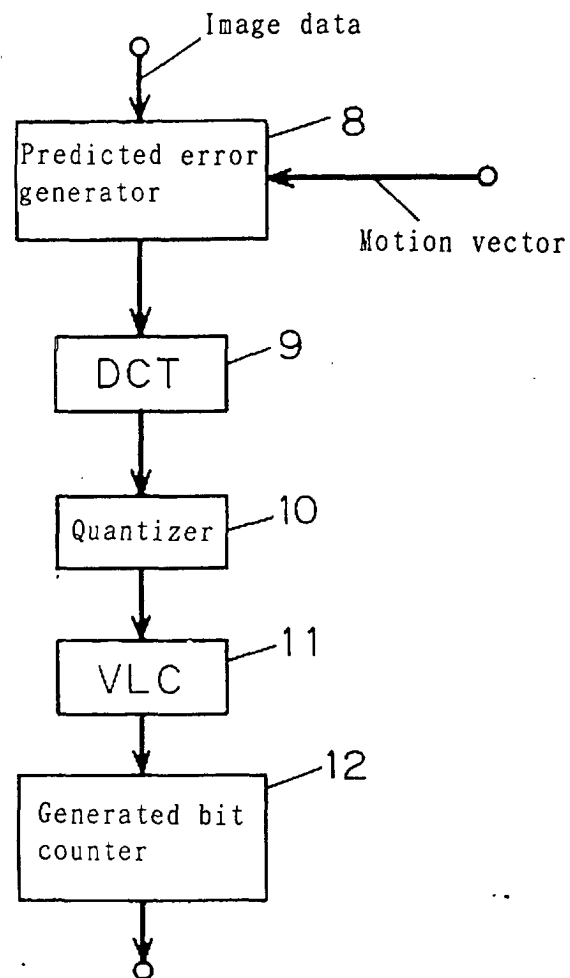 Image data
8
Predicted error
generator
Motion vector
9
DCT
10
Quantizer
11
VLC
12
Generated bit
counter